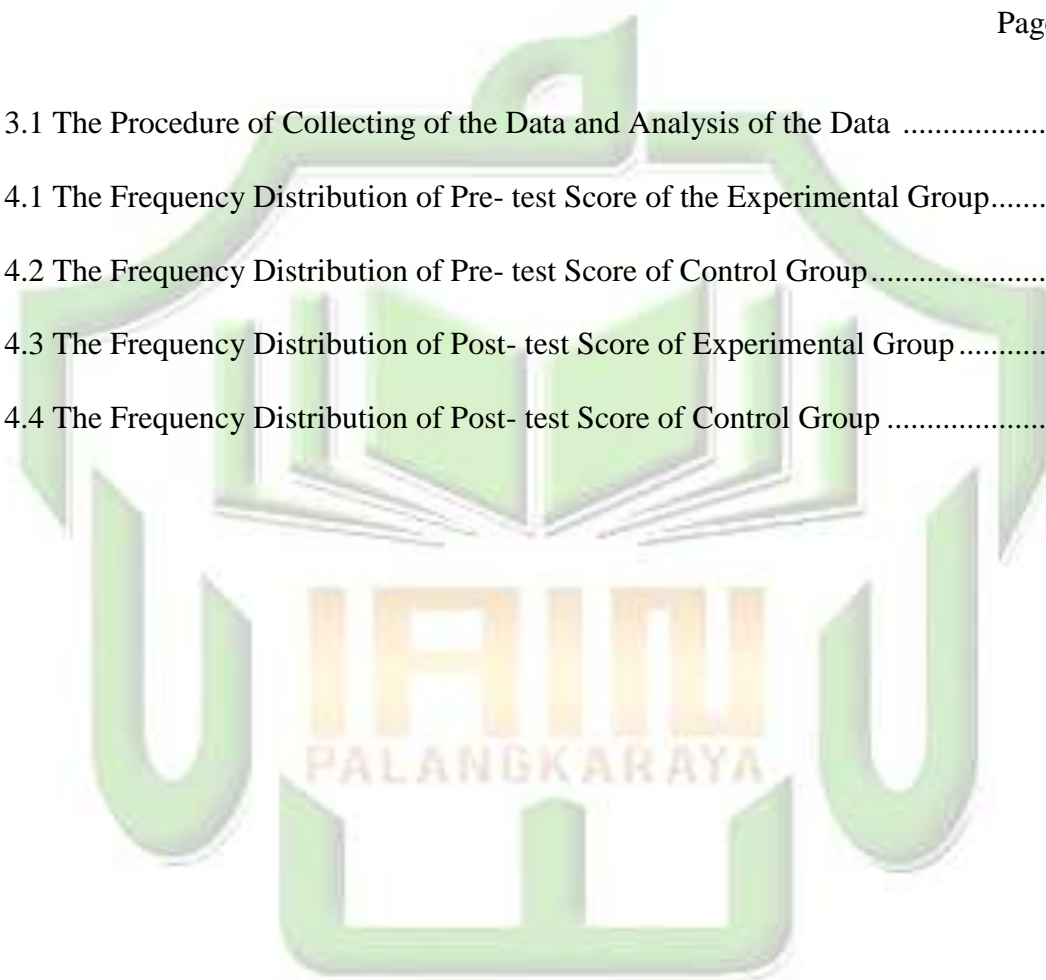 Page
3.1 The Procedure of Collecting of the Data and Analysis of the Data ..................
4.1 The Frequency Distribution of Pre- test Score of the Experimental Group.......
4.2 The Frequency Distribution of Pre- test Score of Control Group......................
4.3 The Frequency Distribution of Post- test Score of Experimental Group...........
4.4 The Frequency Distribution of Post- test Score of Control Group ....................
IAIN
PALANGKARAYA